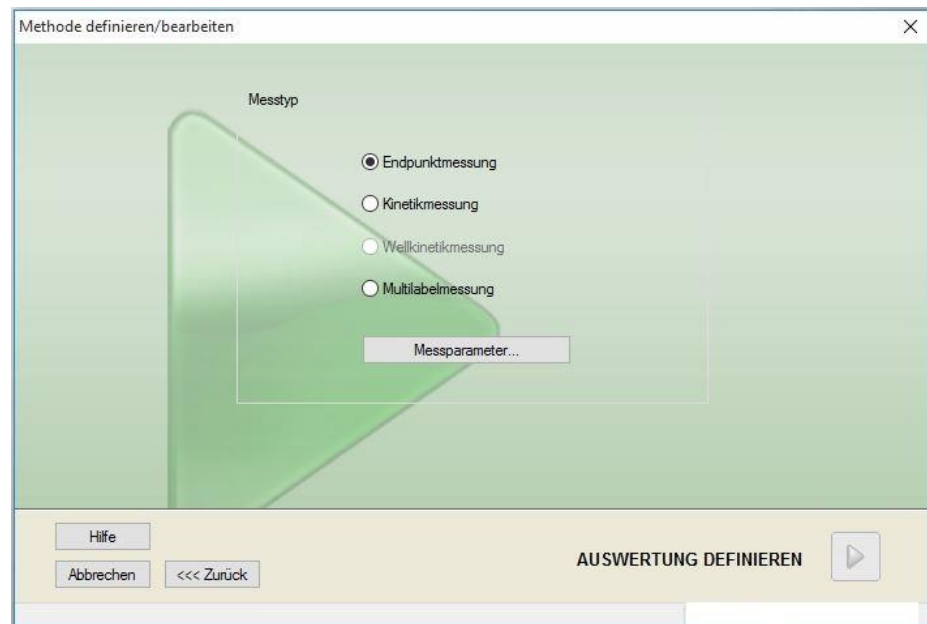 Methode definieren/bearbeiten
Messtyp
Endpunktmessung
Kinetikmessung
Wellkinetikmessung
Multilabelmessung
Messparameter...
Hilfe
Abbrechen
<<< Zurück
AUSWERTUNG DEFINIEREN